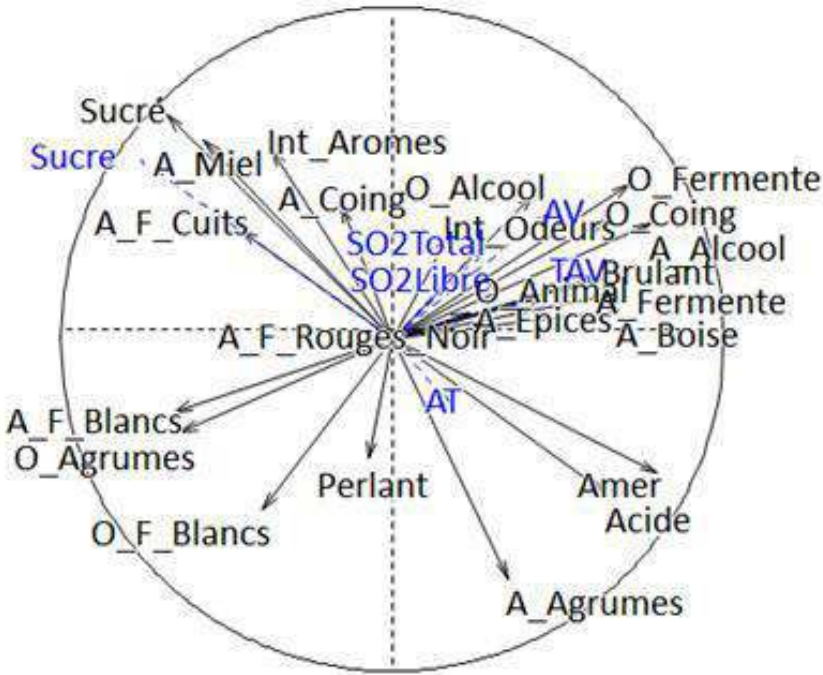 Sucré
Int_Aromes
Sucre
A_Miel
O_Fermente
A_Coing
O_Alcool
AV
O_Coing
A_F_Cuits
Int_Odeurs
SO2Total
A_Alcool
SO2Libre
TAV
Brulant
O_Animal
A_Fermente
A_Epices
A_F_Rouges_Noir
A_Boise
AT
A_F_Blancs
O_Agrumes
Perlant
Amer
Acide
O_F_Blancs
A_Agrumes